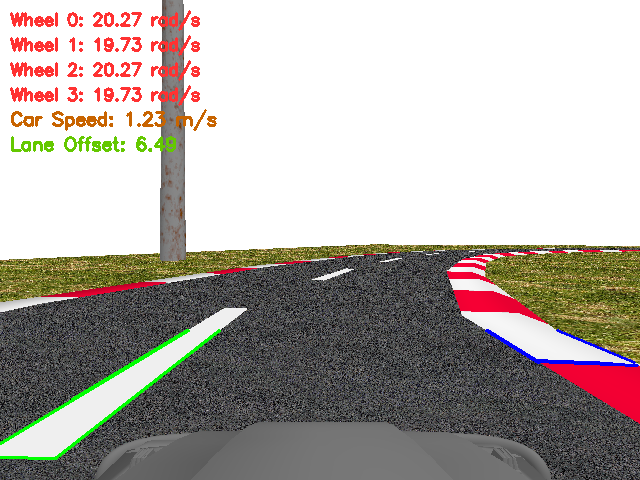 Wheel 0: 20.27 rad/s
Wheel 1: 19.73 rad/s
Wheel 2: 20.27 rad/s
Wheel 3: 19.73 rad/s
Car Speed: 1.23 m/s
Lane Offset: 6.49